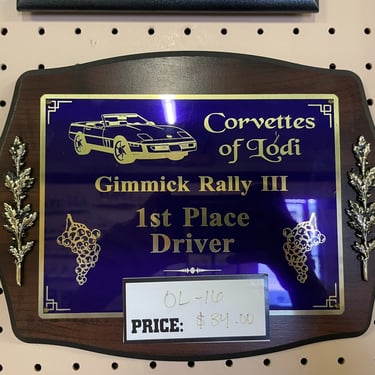 Corvettes
of Lodi
Gimmick Rally III
1st Place
Driver
OL-16
PRICE: $34.00